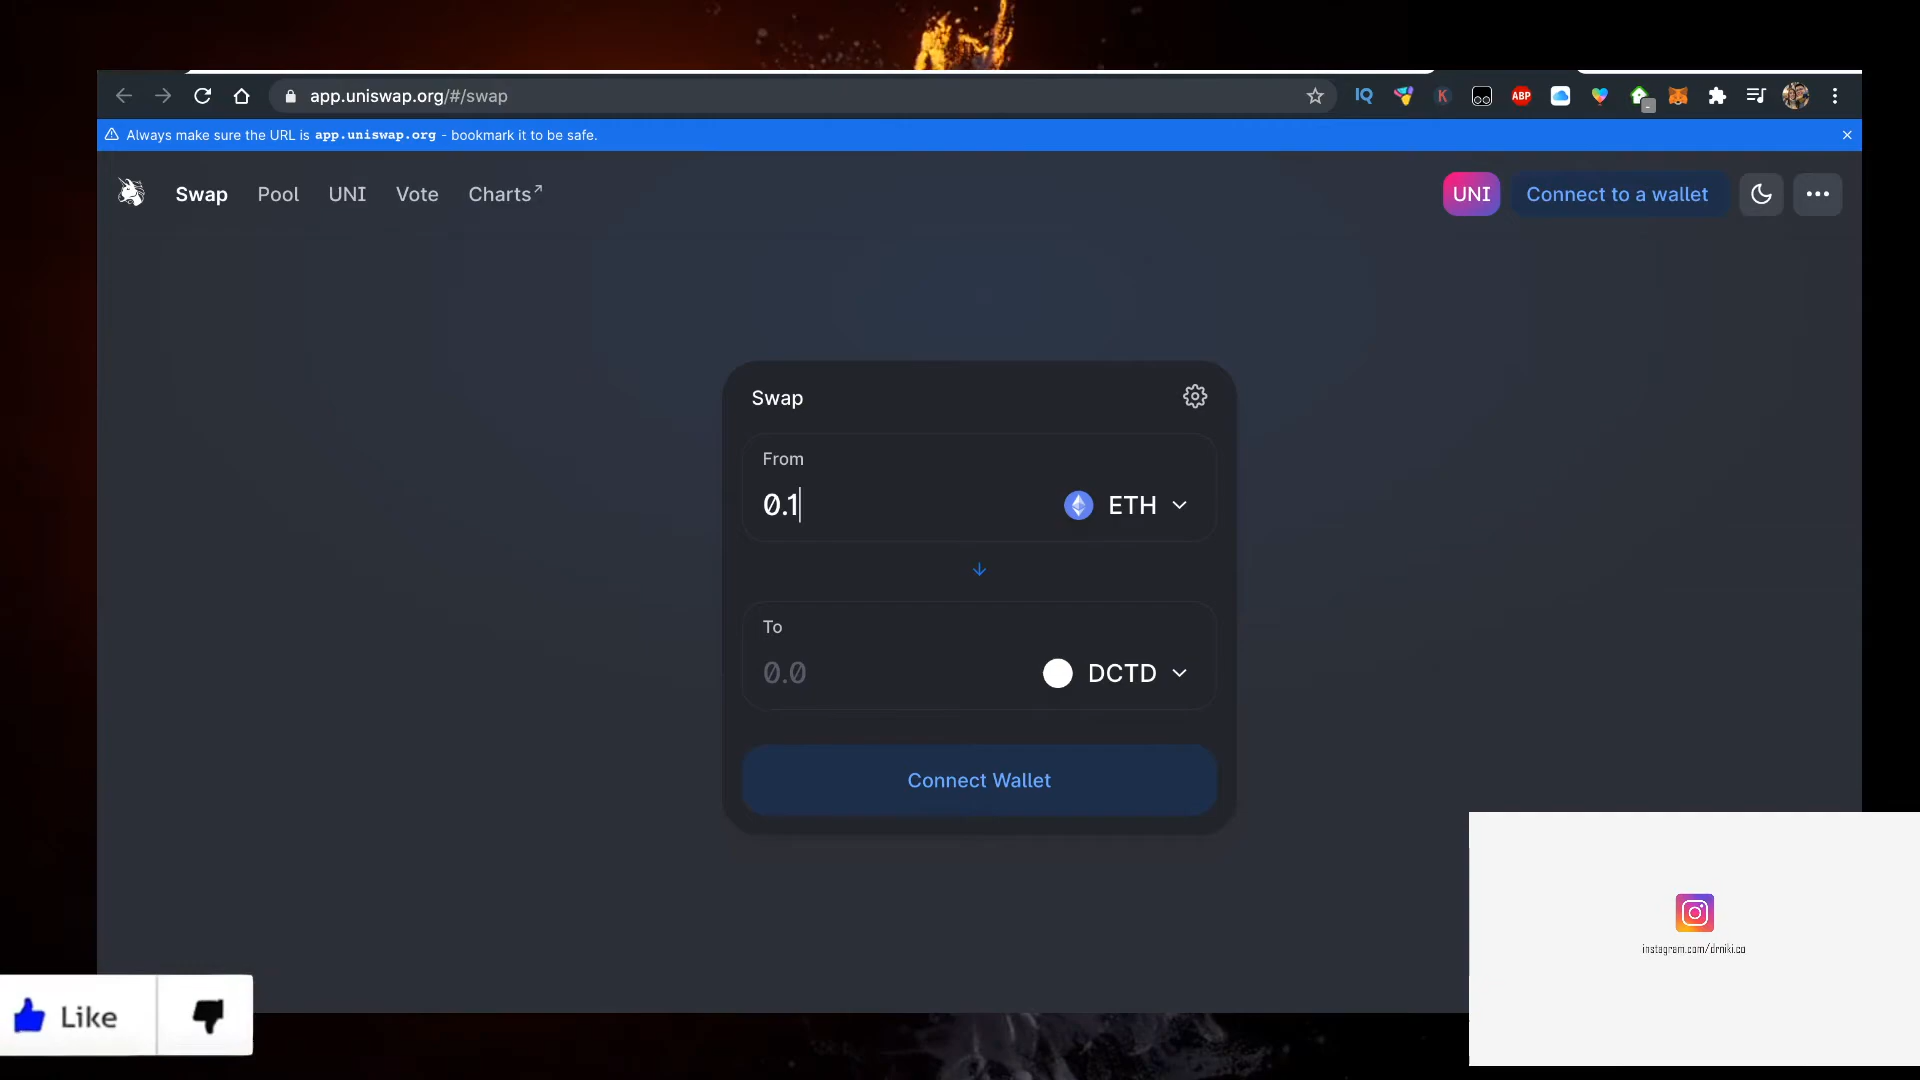 app.uniswap.org/#/swap
IQ
K
ABP
Always make sure the URL is app.uniswap.org - bookmark it to be safe.
Swap
Pool
UNI
Vote
Charts↗
UNI
Connect to a wallet
Swap
From
0.1
ETH
To
0.0
DCTD
Connect Wallet
instagram.com/drniki.co
Like